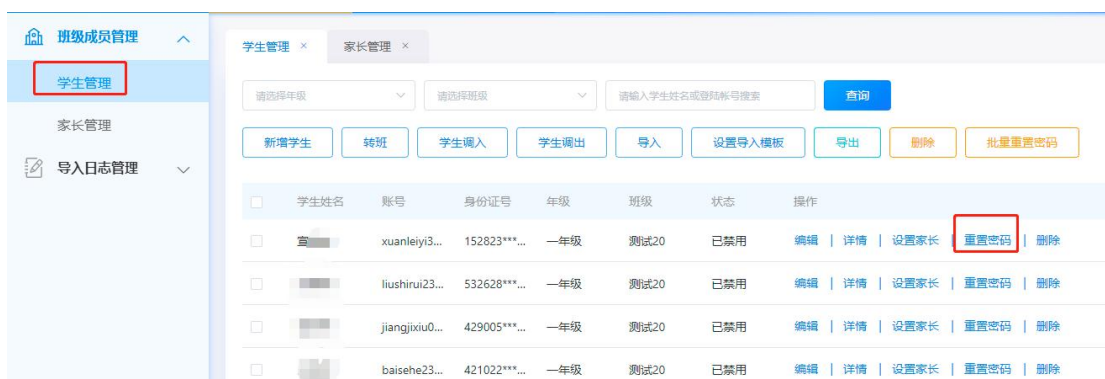 班级成员管理
学生管理
家长管理
导入日志管理
学生管理 × 家长管理 ×
请选择年级 请选择班级 请输入学生姓名或登陆帐号搜索 查询
新增学生 转班 学生调入 学生调出 导入 设置导入模板 导出 删除 批量重置密码
学生姓名 账号 身份证号 年级 班级 状态 操作
宣 xuanleiyi3... 152823***... 一年级 测试20 已禁用 编辑 | 详情 | 设置家长 | 重置密码 | 删除
liushirui23... 532628***... 一年级 测试20 已禁用 编辑 | 详情 | 设置家长 | 重置密码 | 删除
jiangjixiu0... 429005***... 一年级 测试20 已禁用 编辑 | 详情 | 设置家长 | 重置密码 | 删除
baisehe23... 421022***... 一年级 测试20 已禁用 编辑 | 详情 | 设置家长 | 重置密码 | 删除